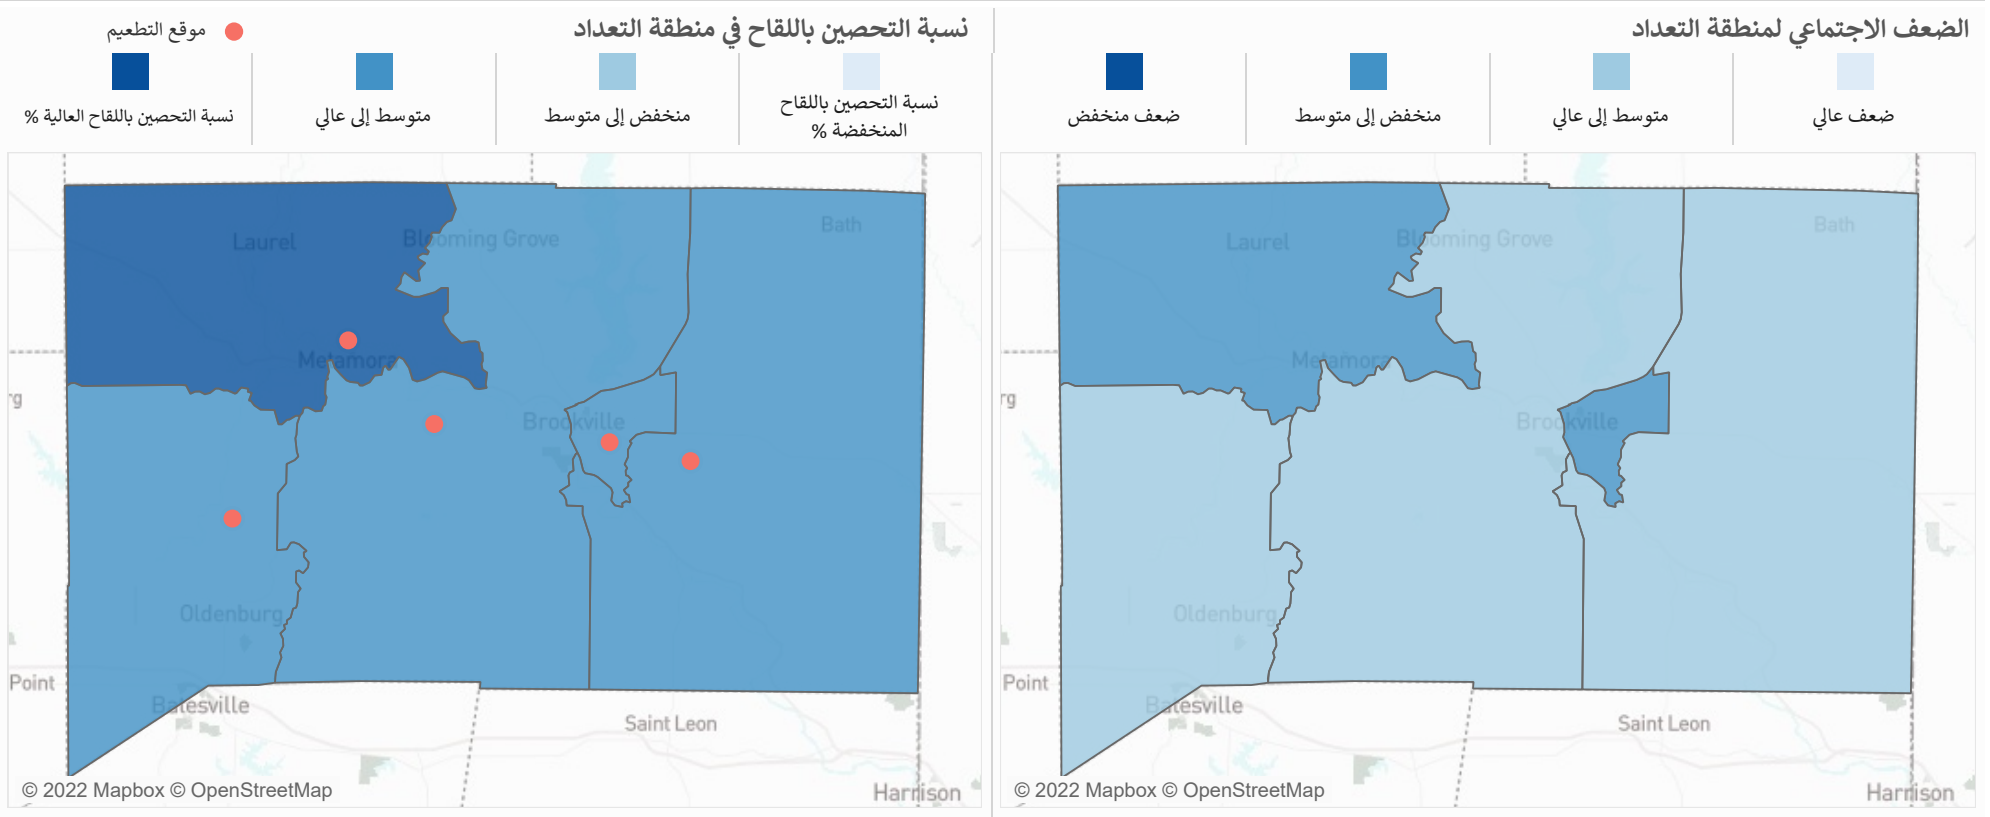 الضعف الاجتماعي لمنطقة التعداد
ضعف عالي
متوسط إلى عالي
منخفض إلى متوسط
ضعف منخفض
Laurel
Blooming Grove
Bath
Metamora
Brookville
rg
Oldenburg
Point
Batesville
Saint Leon
Harrison
© 2022 Mapbox © OpenStreetMap
نسبة التحصين باللقاح في منطقة التعداد
موقع التطعيم
نسبة التحصين باللقاح
المنخفضة %
منخفض إلى متوسط
متوسط إلى عالي
نسبة التحصين باللقاح العالية %
Laurel
Blooming Grove
Bath
Metamora
rg
Brookville
Oldenburg
Point
Batesville
Saint Leon
Harrison
© 2022 Mapbox © OpenStreetMap